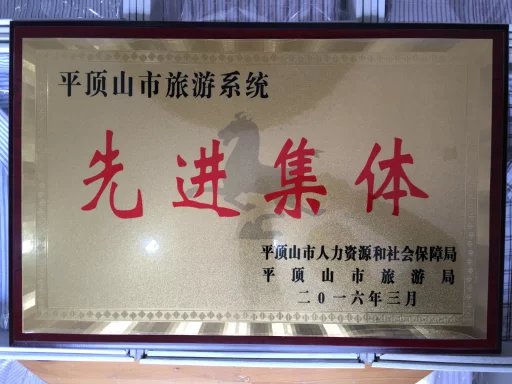 平顶山市旅游系统
先进集体
平顶山市人力资源和社会保障局
平顶山市旅游局
二〇一六年三月